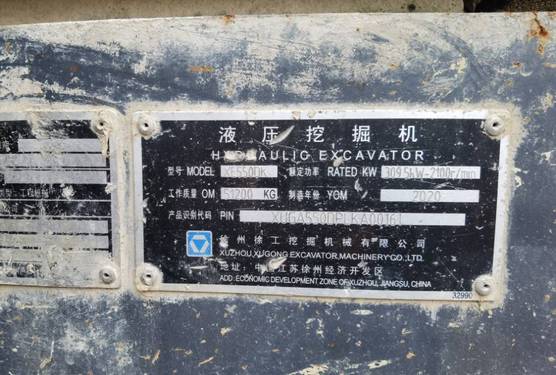 液压挖掘机
HYDRAULIC EXCAVATOR
型号 MODEL XE550DK 额定功率 RATED KW 309.5kW-2100r/min
工作质量 OM 51200 KG 制造年份 YOM 2020
产品识别代码 PIN
徐州徐工挖掘机械有限公司
XUZHOU,XUGONG EXCAVATOR,MACHINERY CO.,LTD.
地址: 中国江苏徐州经济开发区
ADD: ECONOMIC DEVELOPMENT ZONE OF XUZHOU, JIANGSU, CHINA
32990